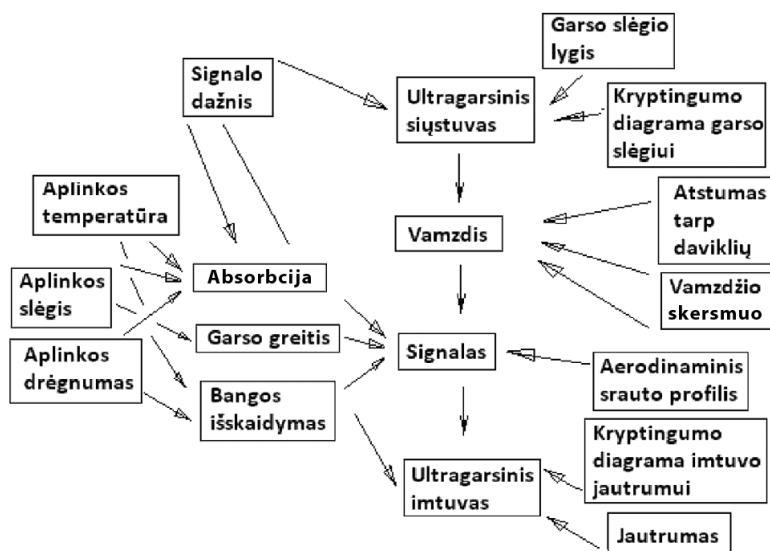 Garso slėgio
lygis
Signalo
dažnis
Ultragarsinis
siųstuvas
Kryptingumo
diagrama garso
slėgiui
Aplinkos
temperatūra
Atstumas
tarp
daviklių
Vamzdis
Absorbcija
Aplinkos
slėgis
Vamzdžio
skersmuo
Garso greitis
Signalas
Aplinkos
drėgnumas
Aerodinaminis
srauto profilis
Bangos
išskaidymas
Kryptingumo
diagrama imtuvo
jautrumui
Ultragarsinis
imtuvas
Jautrumas